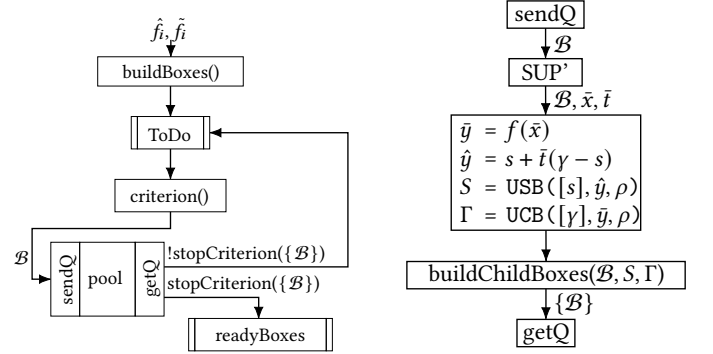 f̂ᵢ, f̃ᵢ
buildBoxes()
ToDo
criterion()
ℬ
sendQ
pool
getQ
!stopCriterion({ℬ})
stopCriterion({ℬ})
readyBoxes
sendQ
ℬ
SUP'
ℬ, x̄, t̄
ȳ = f(x̄)
ŷ = s + t̄(γ − s)
S = USB([s], ŷ, ρ)
Γ = UCB([γ], ȳ, ρ)
buildChildBoxes(ℬ, S, Γ)
{ℬ}
getQ